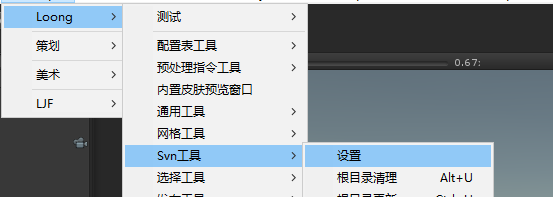 Loong
策划
美术
LJF
测试
配置表工具
预处理指令工具
内置皮肤预览窗口
通用工具
网格工具
Svn工具
选择工具
0.67:
设置
根目录清理 Alt+U